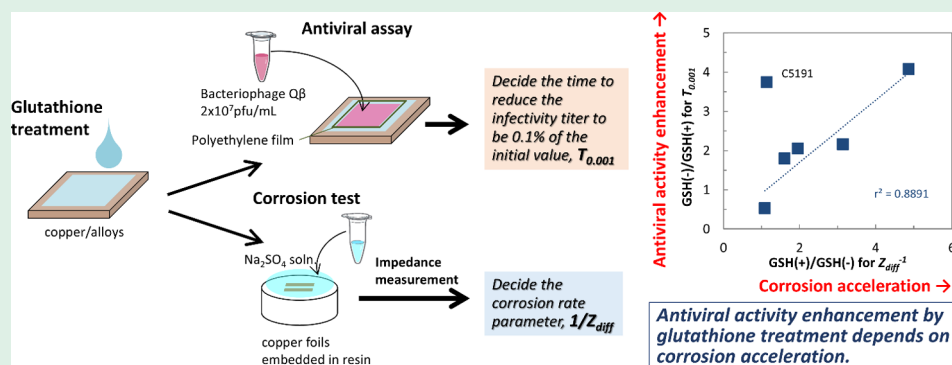 Glutathione
treatment
copper/alloys
Antiviral assay
Bacteriophage Qβ
2x10⁷pfu/mL
Polyethylene film
Decide the time to
reduce the
infectivity titer to
be 0.1% of the
initial value, T₀.₀₀₁
Corrosion test
Na₂SO₄ soln.
Impedance
measurement
copper foils
embedded in resin
Decide the
corrosion rate
parameter, 1/Z_diff
Antiviral activity enhancement →
GSH(-)/GSH(+) for T₀.₀₀₁
5
4
3
2
1
0
C5191
r² = 0.8891
0 2 4 6
GSH(+)/GSH(-) for Z_diff⁻¹
Corrosion acceleration →
Antiviral activity enhancement by
glutathione treatment depends on
corrosion acceleration.